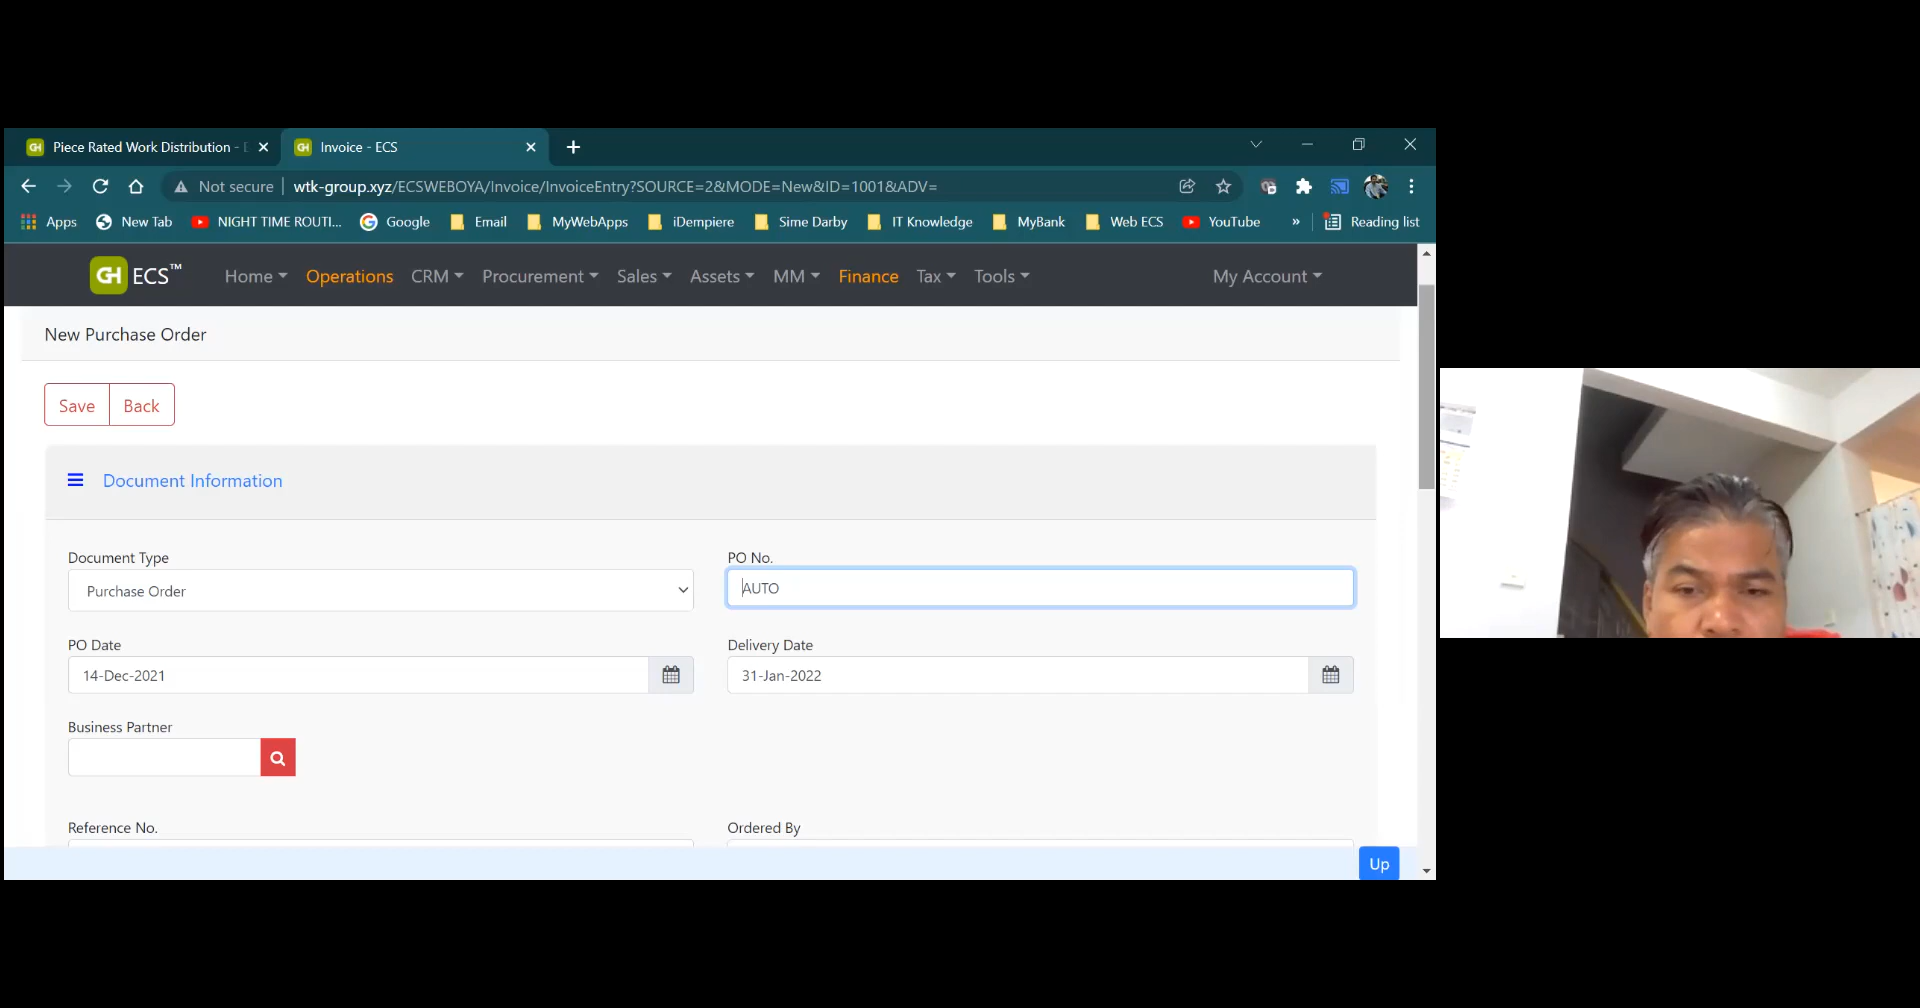 Piece Rated Work Distribution -
Invoice - ECS
Not secure | wtk-group.xyz/ECSWEBOYA/Invoice/InvoiceEntry?SOURCE=2&MODE=New&ID=1001&ADV=
Apps New Tab NIGHT TIME ROUTI... Google Email MyWebApps iDempiere Sime Darby IT Knowledge MyBank Web ECS YouTube » Reading list
GH ECS™ Home Operations CRM Procurement Sales Assets MM Finance Tax Tools My Account
New Purchase Order
Save Back
Document Information
Document Type
PO No.
Purchase Order
AUTO
PO Date
Delivery Date
14-Dec-2021
31-Jan-2022
Business Partner
Reference No.
Ordered By
Up